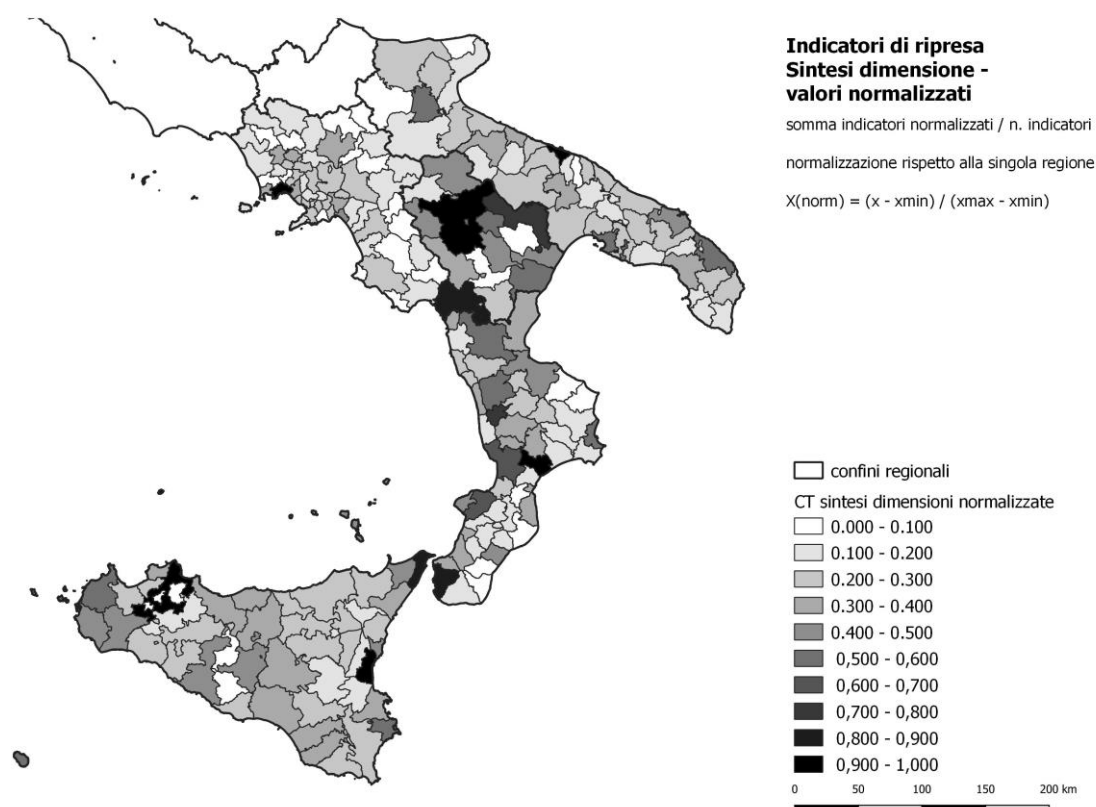 Indicatori di ripresa
Sintesi dimensione -
valori normalizzati
somma indicatori normalizzati / n. indicatori
normalizzazione rispetto alla singola regione
X(norm) = (x - xmin) / (xmax - xmin)
confini regionali
CT sintesi dimensioni normalizzate
0.000 - 0.100
0.100 - 0.200
0.200 - 0.300
0.300 - 0.400
0.400 - 0.500
0,500 - 0,600
0,600 - 0,700
0,700 - 0,800
0,800 - 0,900
0,900 - 1,000
0 50 100 150 200 km